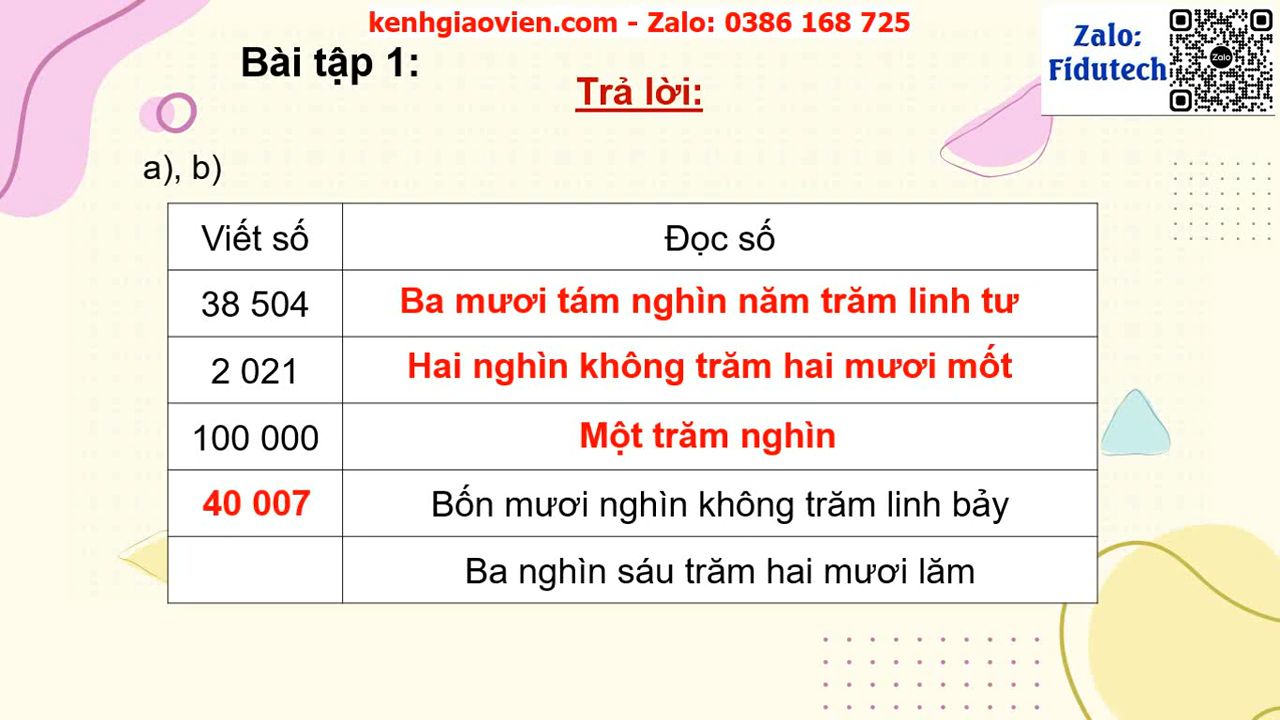 kenhgiaovien.com - Zalo: 0386 168 725
Zalo:
Fidutech
Zalo
Bài tập 1:
Trả lời:
a), b)
Viết số Đọc số
38 504 Ba mươi tám nghìn năm trăm linh tư
2 021 Hai nghìn không trăm hai mươi mốt
100 000 Một trăm nghìn
40 007 Bốn mươi nghìn không trăm linh bảy
Ba nghìn sáu trăm hai mươi lăm